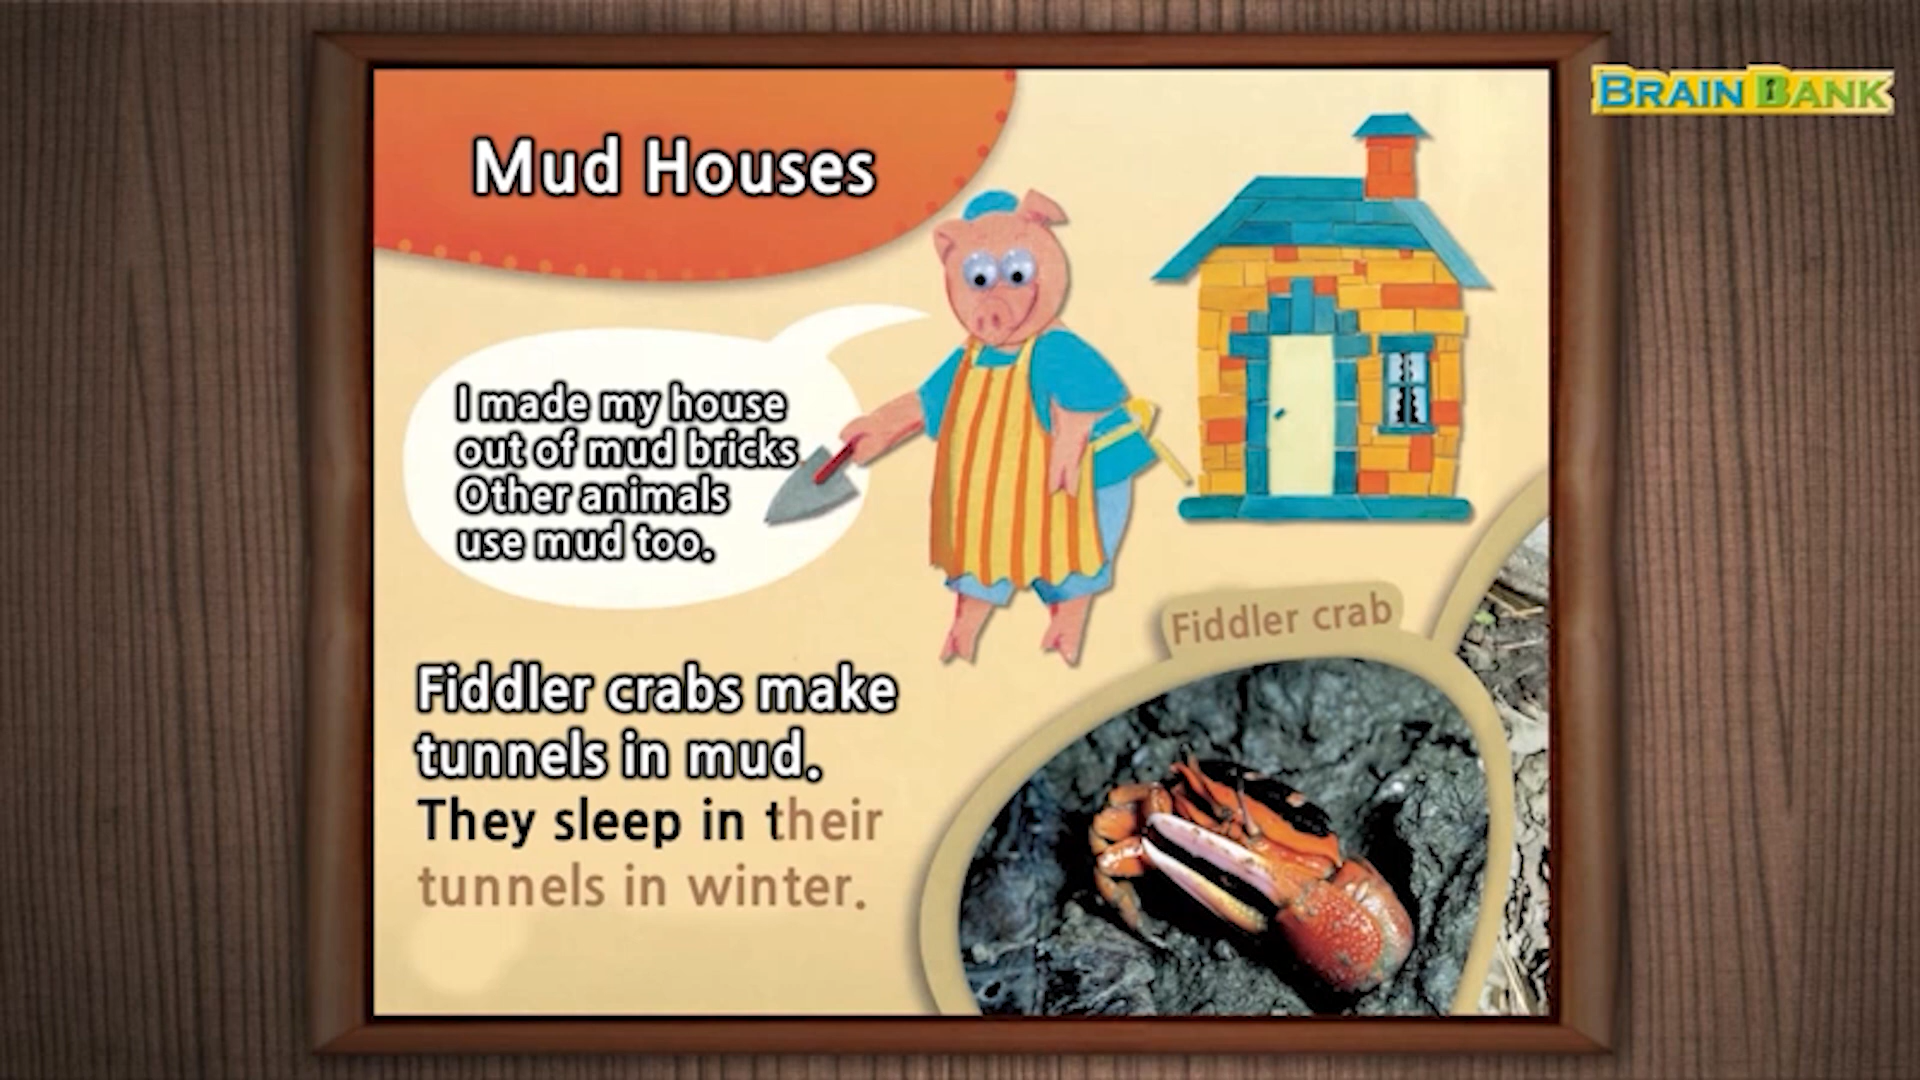 BRAIN BANK
Mud Houses
I made my house
out of mud bricks
Other animals
use mud too.
Fiddler crab
Fiddler crabs make
tunnels in mud.
They sleep in their
tunnels in winter.